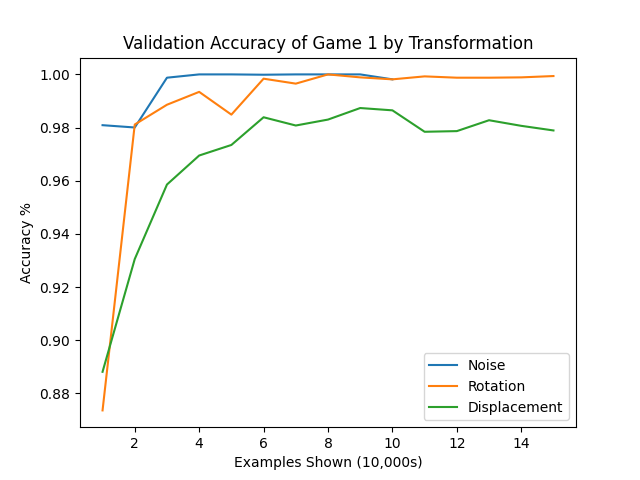 Validation Accuracy of Game 1 by Transformation
1.00
0.98
0.96
0.94
0.92
0.90
0.88
Accuracy %
Noise
Rotation
Displacement
2 4 6 8 10 12 14
Examples Shown (10,000s)